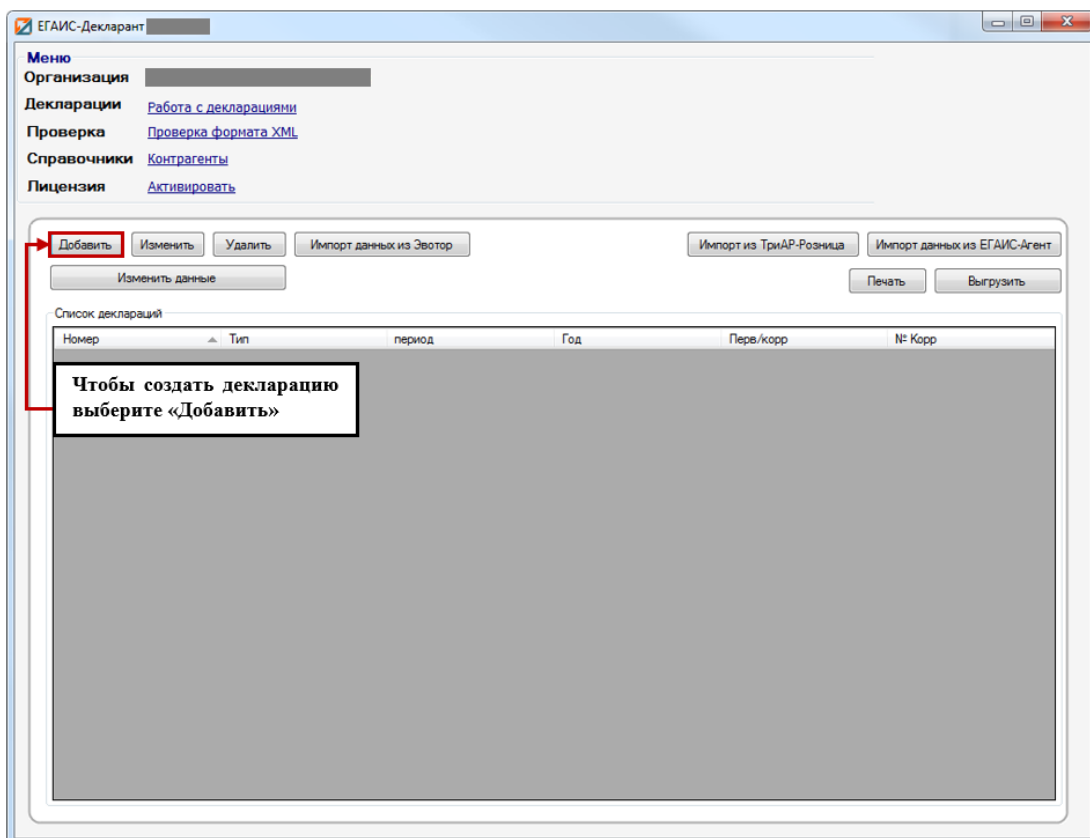 ЕГАИС-Декларант
Меню
Организация
Декларации Работа с декларациями
Проверка Проверка формата XML
Справочники Контрагенты
Лицензия Активировать
Добавить Изменить Удалить Импорт данных из Эвотор Импорт из ТриАР-Розница Импорт данных из ЕГАИС-Агент
Изменить данные Печать Выгрузить
Список деклараций
Номер Тип период Год Перв/корр № Корр
Чтобы создать декларацию
выберите «Добавить»